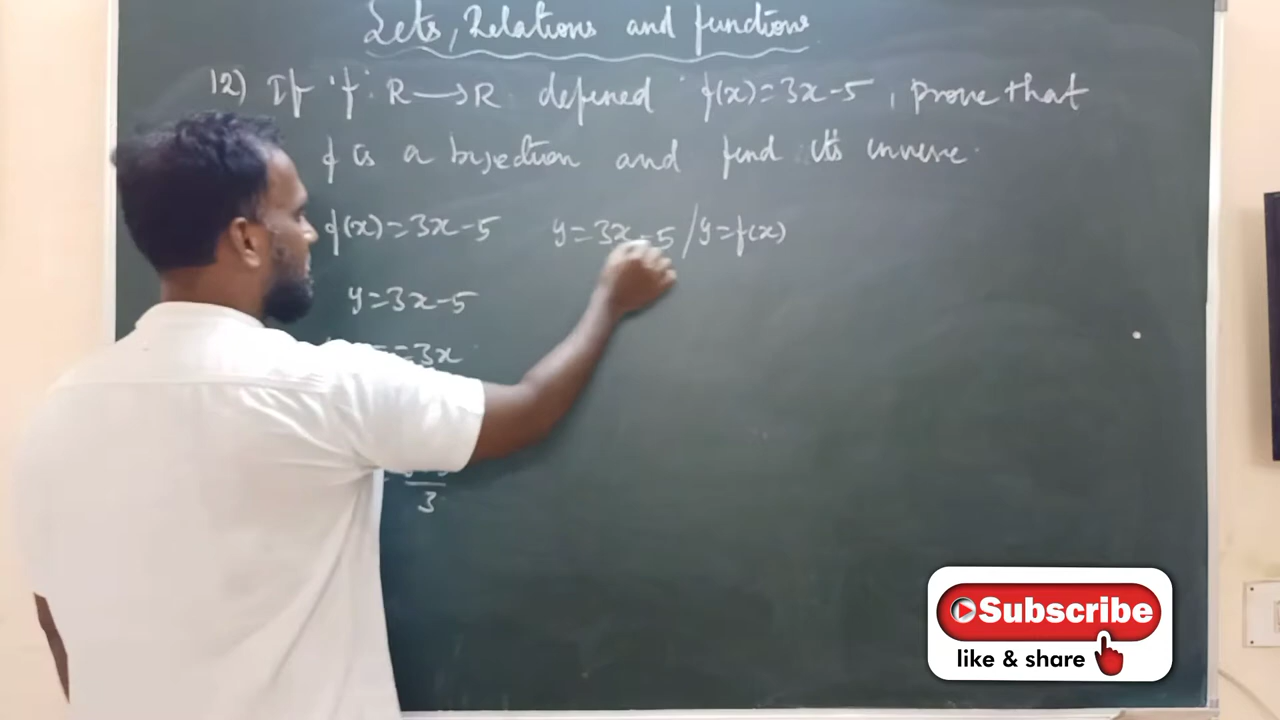 Sets, Relations and functions
12) If 'f: R→R defined f(x)=3x-5, prove that
f is a bijection and find its inverse.
f(x)=3x-5 y=3x-5/y=f(x)
y=3x-5
=3x
3
Subscribe
like & share